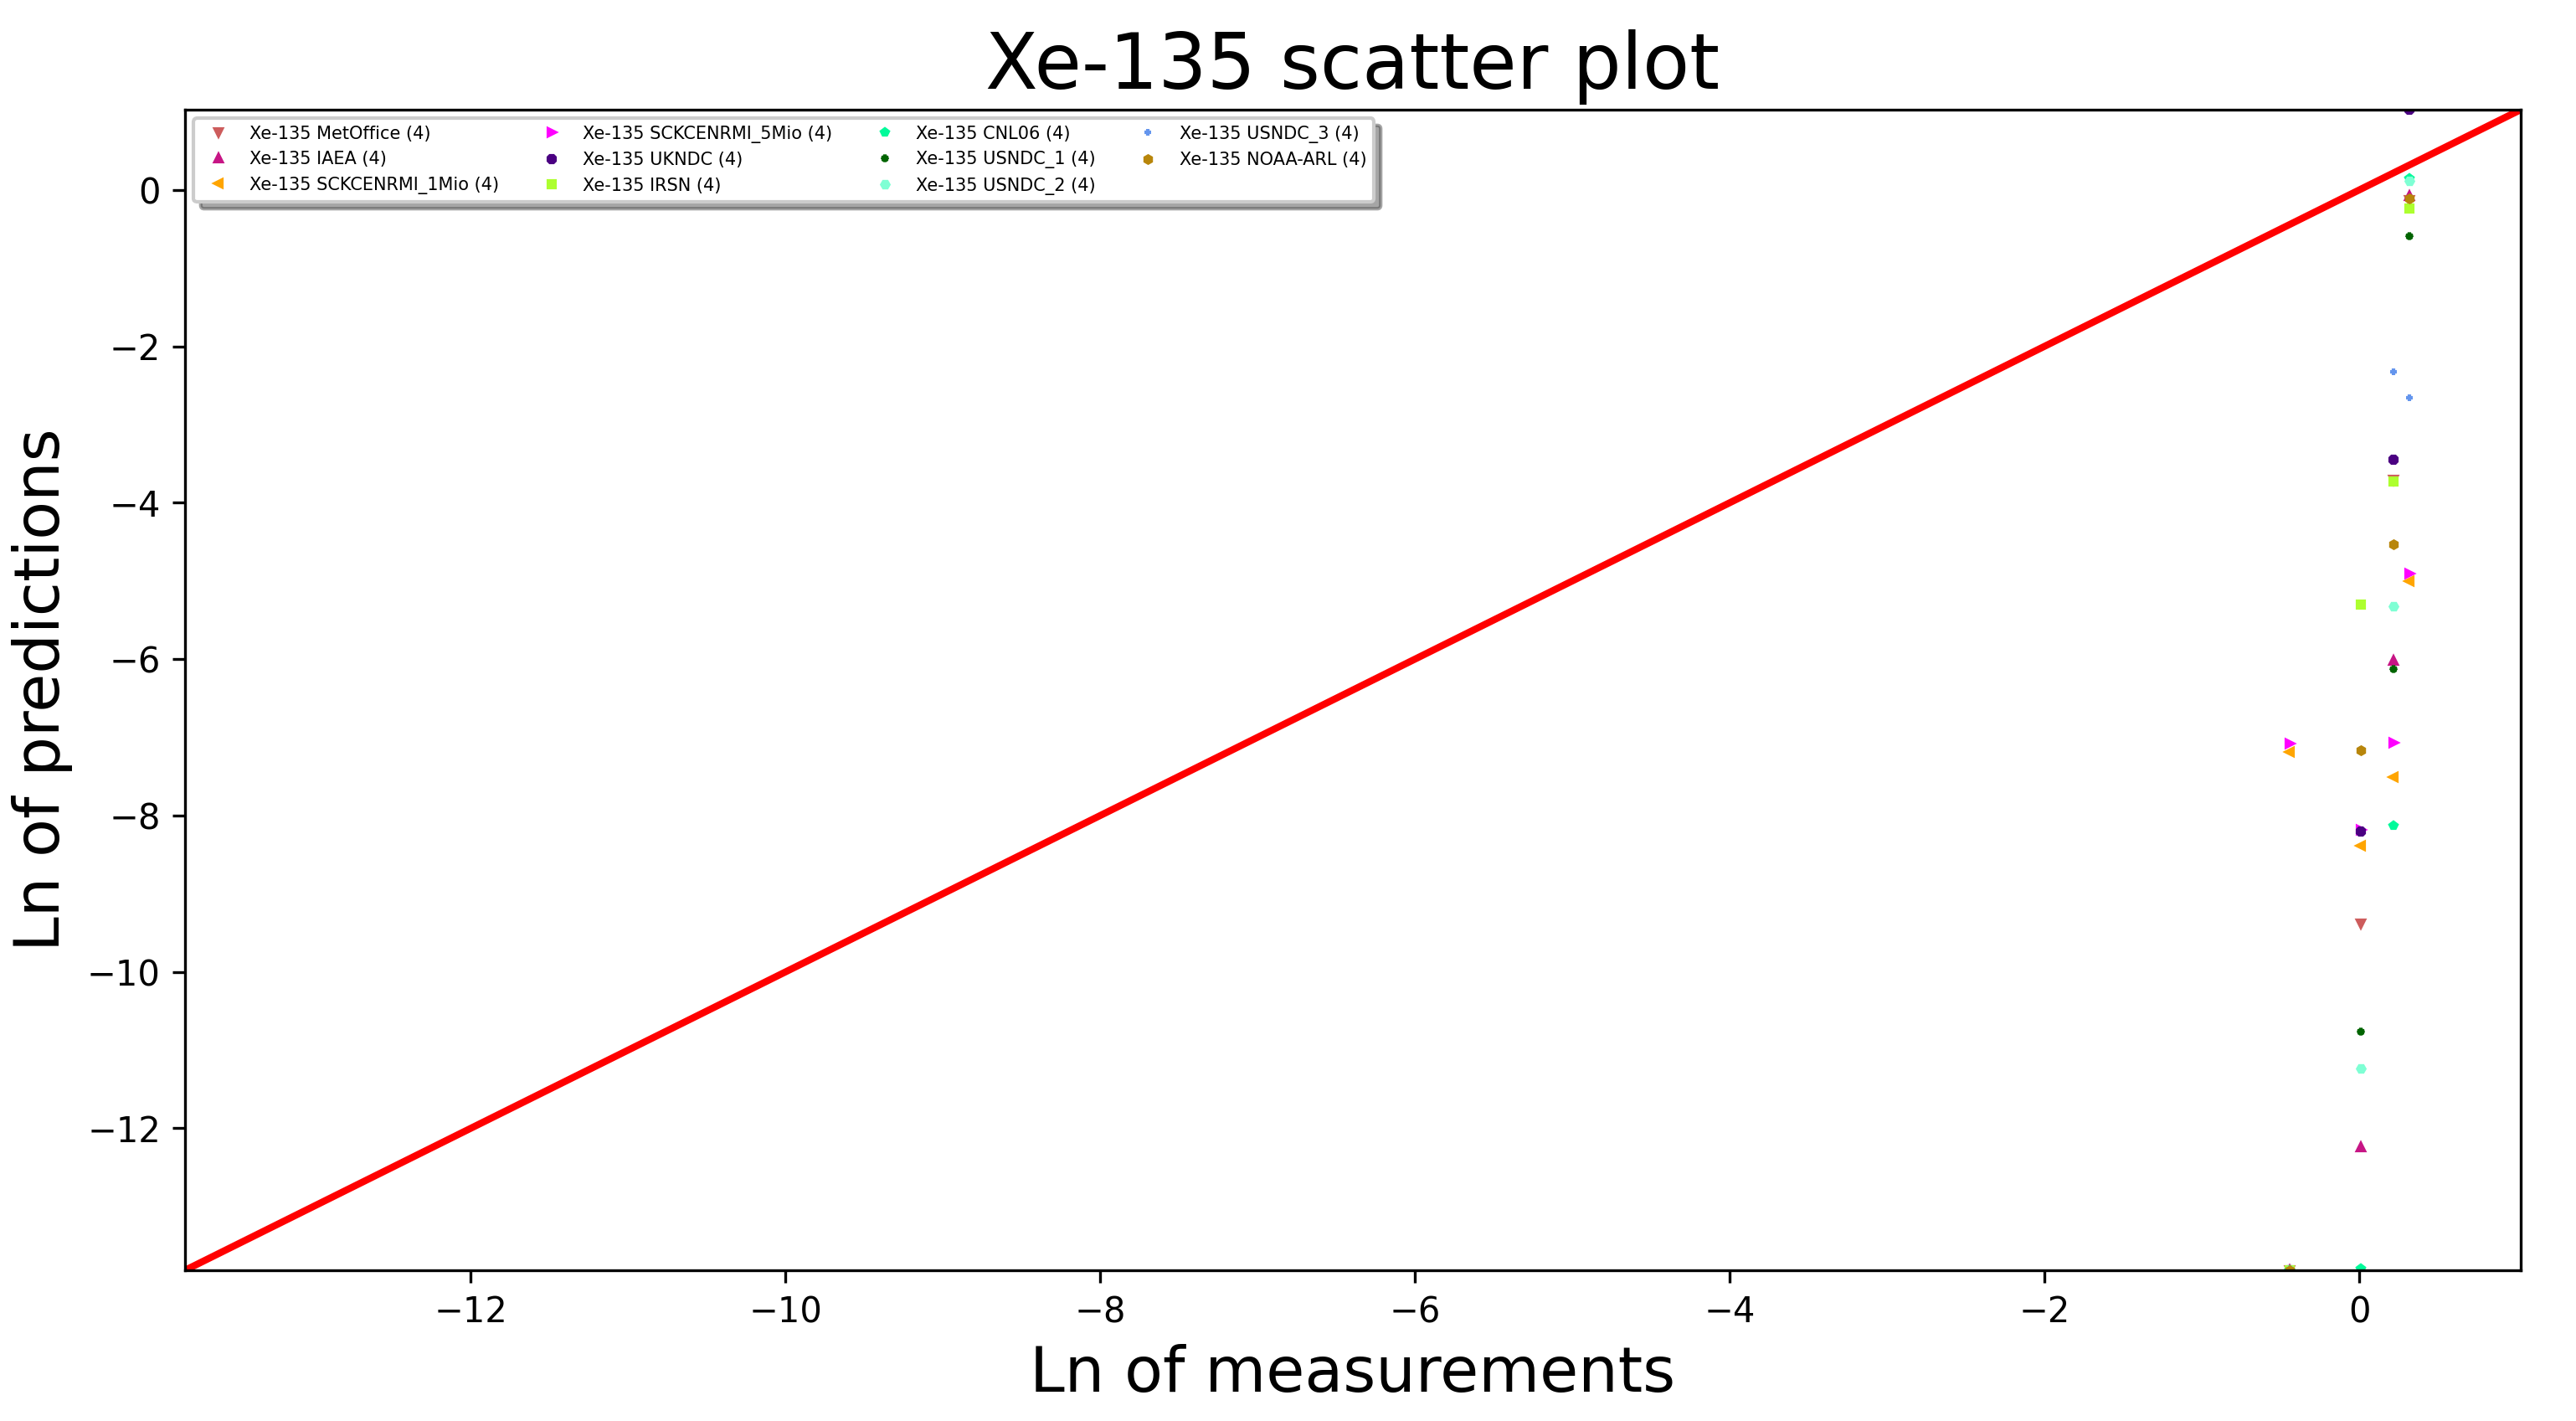 Xe-135 scatter plot
Xe-135 MetOffice (4)
Xe-135 IAEA (4)
Xe-135 SCKCENRMI_1Mio (4)
Xe-135 SCKCENRMI_5Mio (4)
Xe-135 UKNDC (4)
Xe-135 IRSN (4)
Xe-135 CNL06 (4)
Xe-135 USNDC_1 (4)
Xe-135 USNDC_2 (4)
Xe-135 USNDC_3 (4)
Xe-135 NOAA-ARL (4)
Ln of predictions
0
−2
−4
−6
−8
−10
−12
−12 −10 −8 −6 −4 −2 0
Ln of measurements